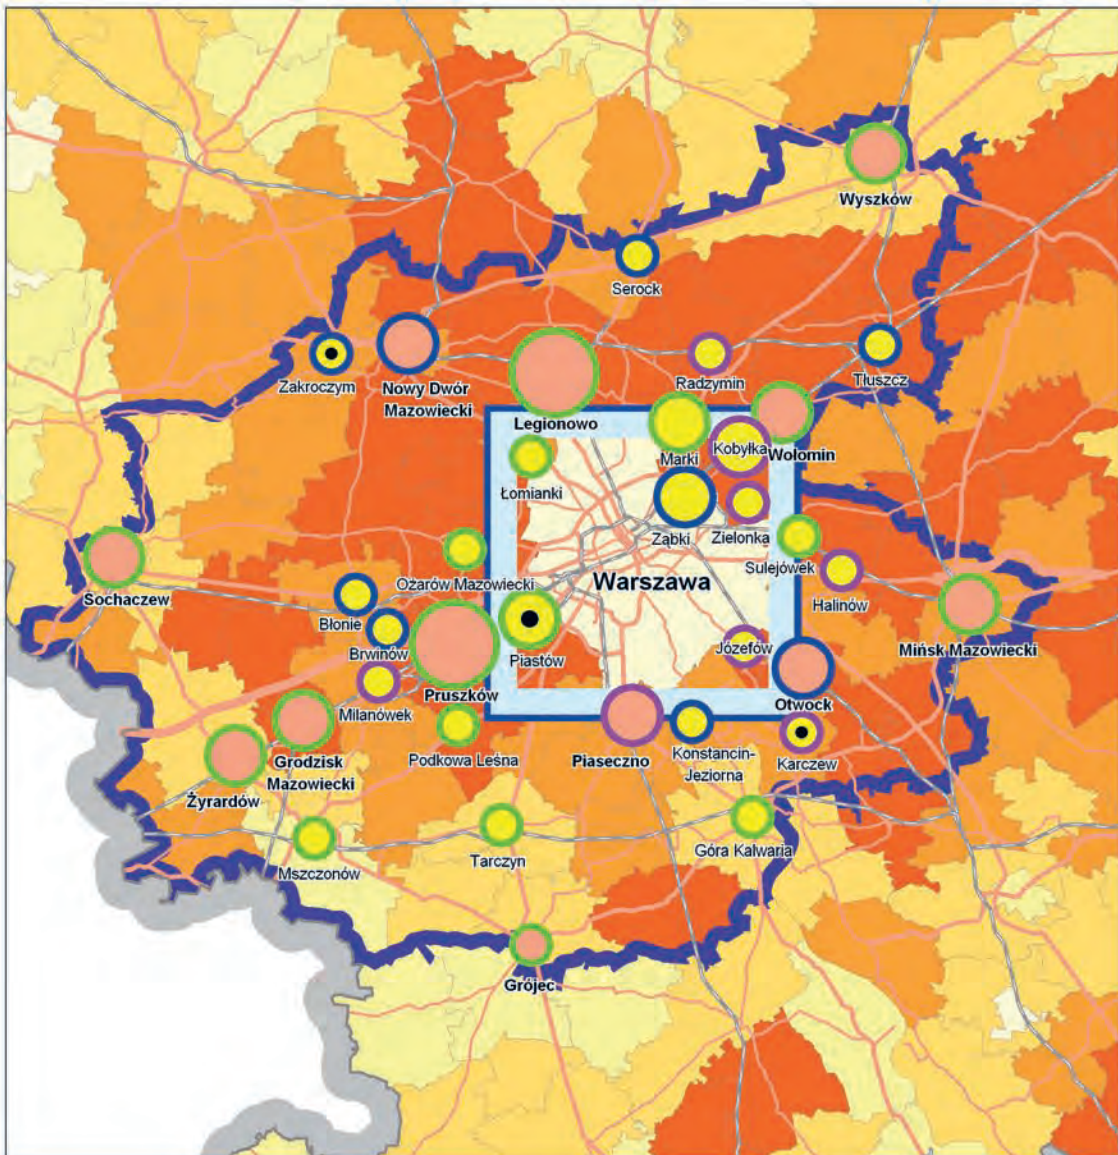 Wyszków
Serock
Zakroczym
Nowy Dwór
Mazowiecki
Radzymin
Tłuszcz
Legionowo
Marki
Kobyłka
Wołomin
Łomianki
Ząbki
Zielonka
Sulejówek
Ożarów Mazowiecki
Warszawa
Halinów
Sochaczew
Błonie
Brwinów
Piastów
Józefów
Mińsk Mazowiecki
Pruszków
Milanówek
Otwock
Podkowa Leśna
Piaseczno
Konstancin-
Jeziorna
Karczew
Grodzisk
Mazowiecki
Żyrardów
Tarczyn
Góra Kalwaria
Mszczonów
Grójec